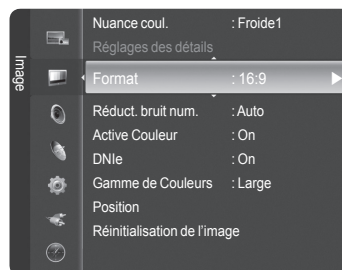 Image
Nuance coul. : Froide1
Réglages des détails
Format : 16:9
Réduct. bruit num. : Auto
Active Couleur : On
DNIe : On
Gamme de Couleurs : Large
Position
Réinitialisation de l'image